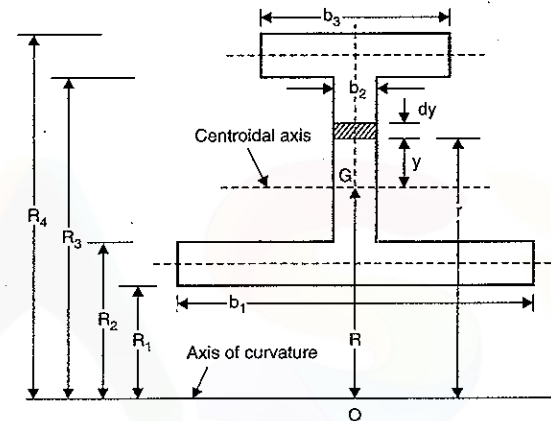 b₃
b₂
dy
Centroidal axis
y
G
r
R₄
R₃
R₂
b₁
R₁
R
Axis of curvature
O